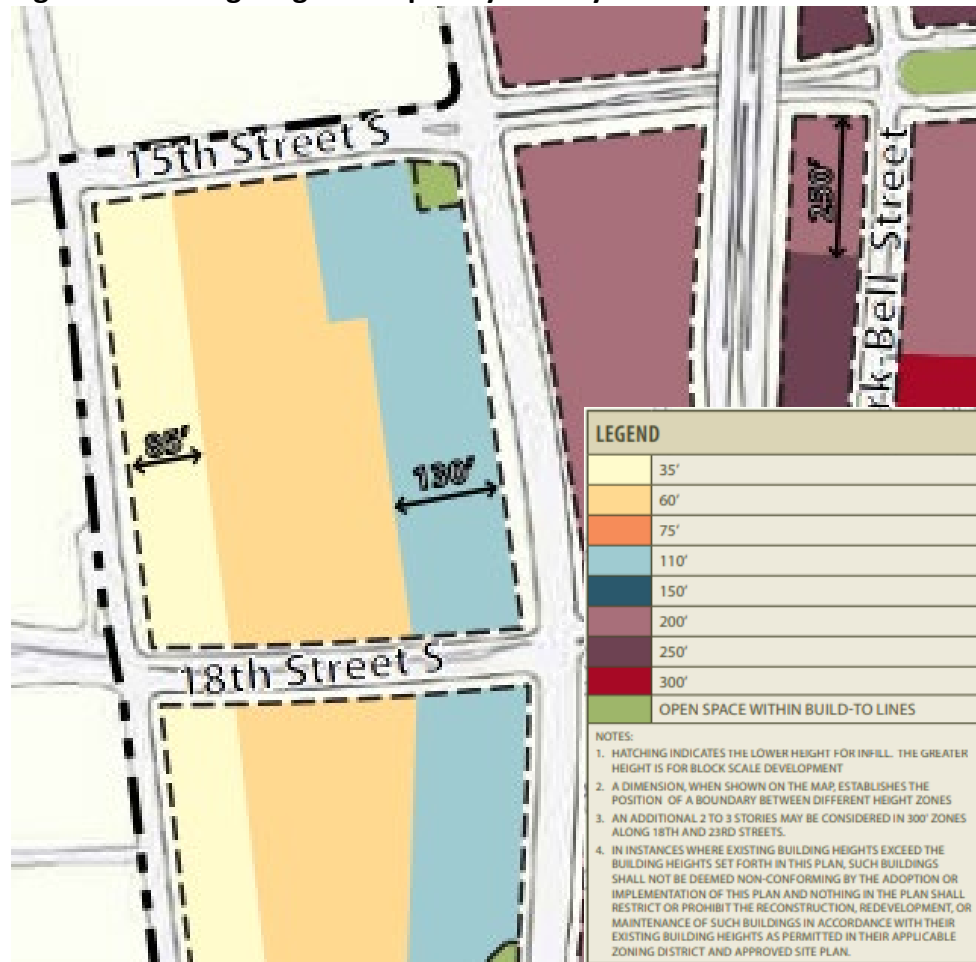 15th Street S
250'
rk-Bell Street
85'
130'
18th Street S
LEGEND
35'
60'
75'
110'
150'
200'
250'
300'
OPEN SPACE WITHIN BUILD-TO LINES
NOTES:
1. HATCHING INDICATES THE LOWER HEIGHT FOR INFILL. THE GREATER
HEIGHT IS FOR BLOCK SCALE DEVELOPMENT
2. A DIMENSION, WHEN SHOWN ON THE MAP, ESTABLISHES THE
POSITION OF A BOUNDARY BETWEEN DIFFERENT HEIGHT ZONES
3. AN ADDITIONAL 2 TO 3 STORIES MAY BE CONSIDERED IN 300' ZONES
ALONG 18TH AND 23RD STREETS.
4. IN INSTANCES WHERE EXISTING BUILDING HEIGHTS EXCEED THE
BUILDING HEIGHTS SET FORTH IN THIS PLAN, SUCH BUILDINGS
SHALL NOT BE DEEMED NON-CONFORMING BY THE ADOPTION OR
IMPLEMENTATION OF THIS PLAN AND NOTHING IN THE PLAN SHALL
RESTRICT OR PROHIBIT THE RECONSTRUCTION, REDEVELOPMENT, OR
MAINTENANCE OF SUCH BUILDINGS IN ACCORDANCE WITH THEIR
EXISTING BUILDING HEIGHTS AS PERMITTED IN THEIR APPLICABLE
ZONING DISTRICT AND APPROVED SITE PLAN.